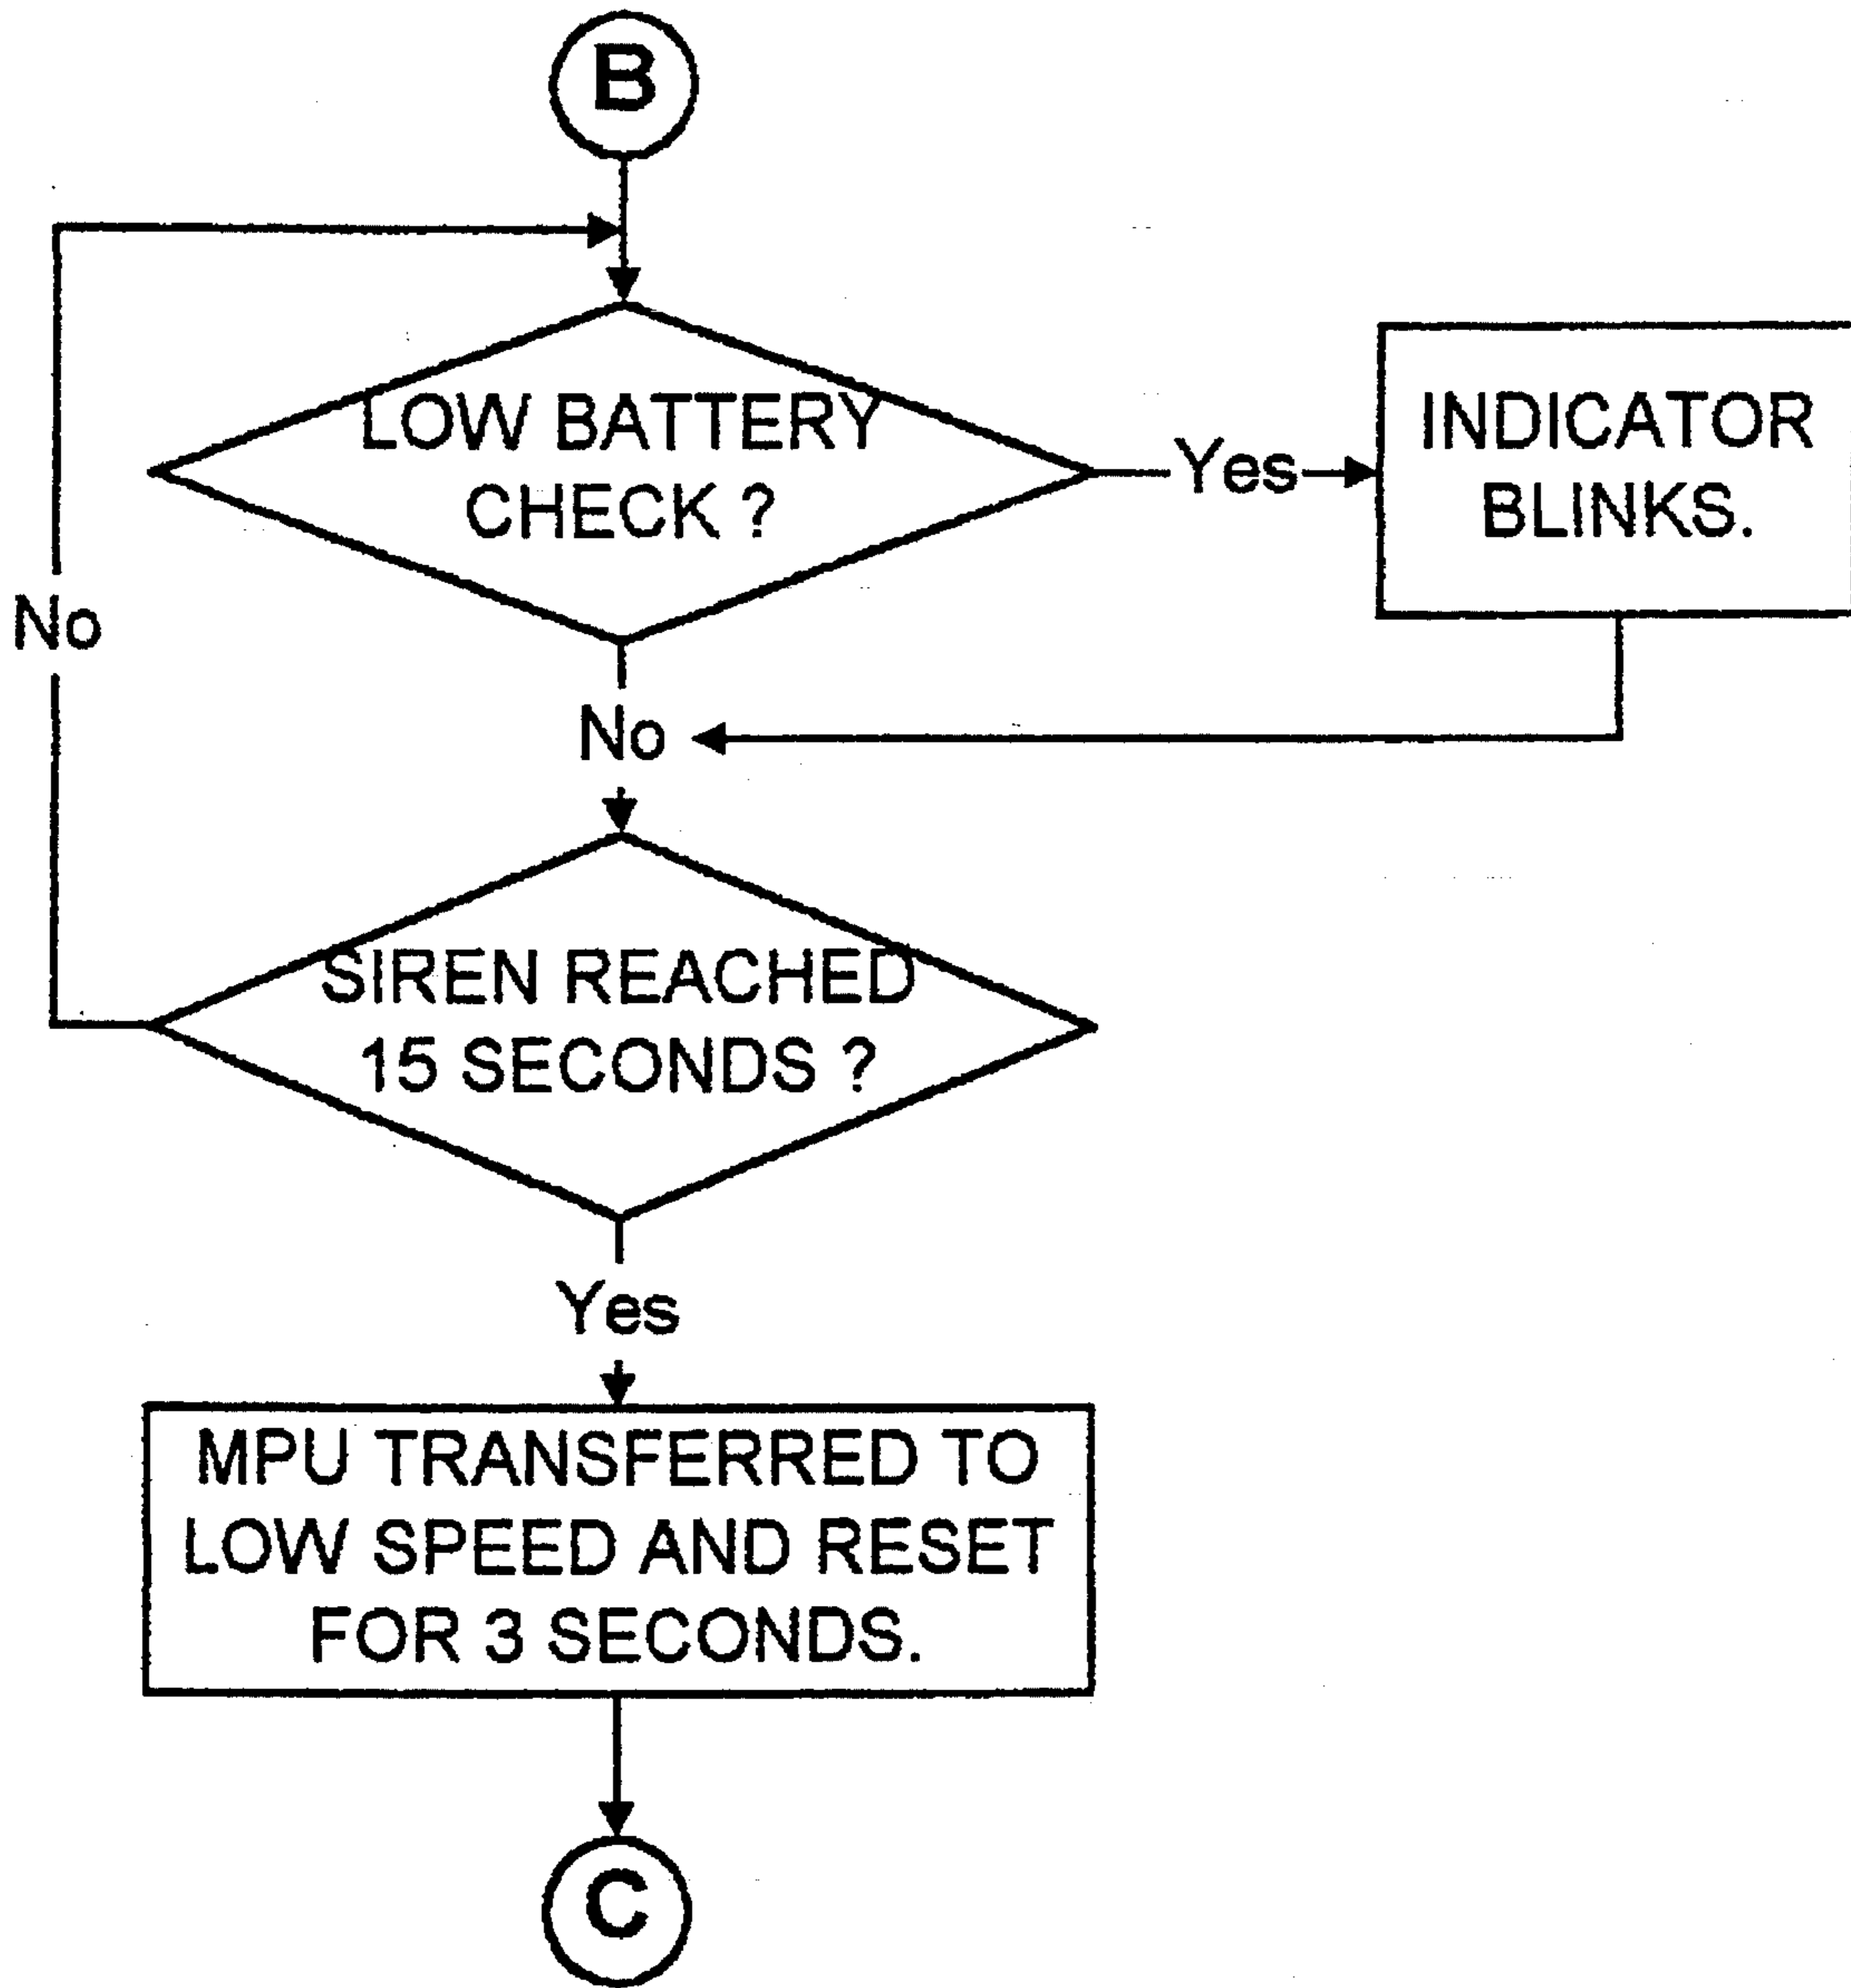 B
LOW BATTERY
CHECK ?
Yes
INDICATOR
BLINKS.
No
No
SIREN REACHED
15 SECONDS ?
Yes
MPU TRANSFERRED TO
LOW SPEED AND RESET
FOR 3 SECONDS.
C